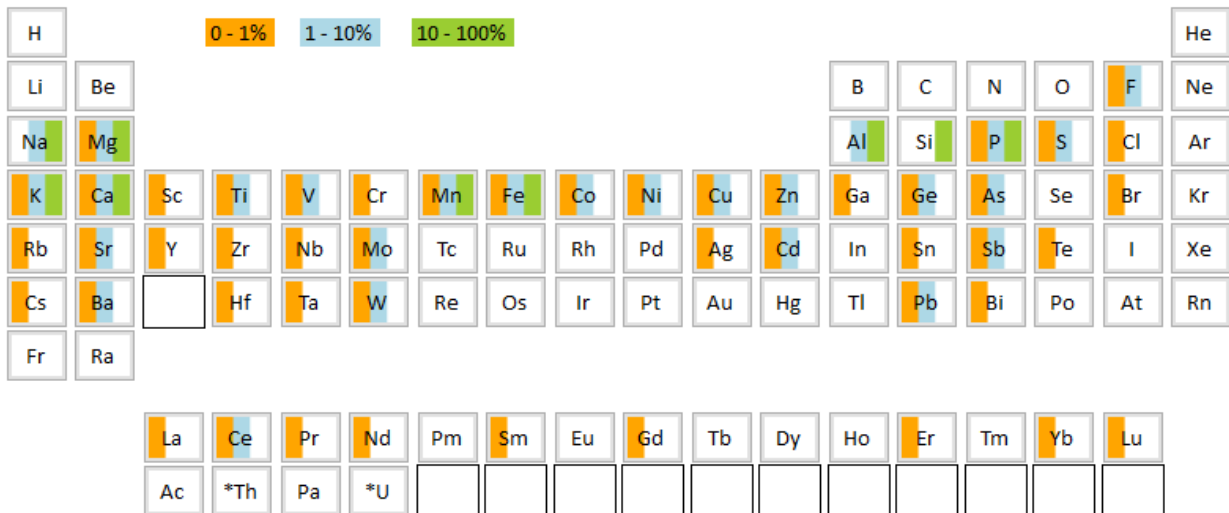 H 0 - 1% 1 - 10% 10 - 100% He
Li Be B C N O F Ne
Na Mg Al Si P S Cl Ar
K Ca Sc Ti V Cr Mn Fe Co Ni Cu Zn Ga Ge As Se Br Kr
Rb Sr Y Zr Nb Mo Tc Ru Rh Pd Ag Cd In Sn Sb Te I Xe
Cs Ba Hf Ta W Re Os Ir Pt Au Hg Tl Pb Bi Po At Rn
Fr Ra
La Ce Pr Nd Pm Sm Eu Gd Tb Dy Ho Er Tm Yb Lu
Ac *Th Pa *U